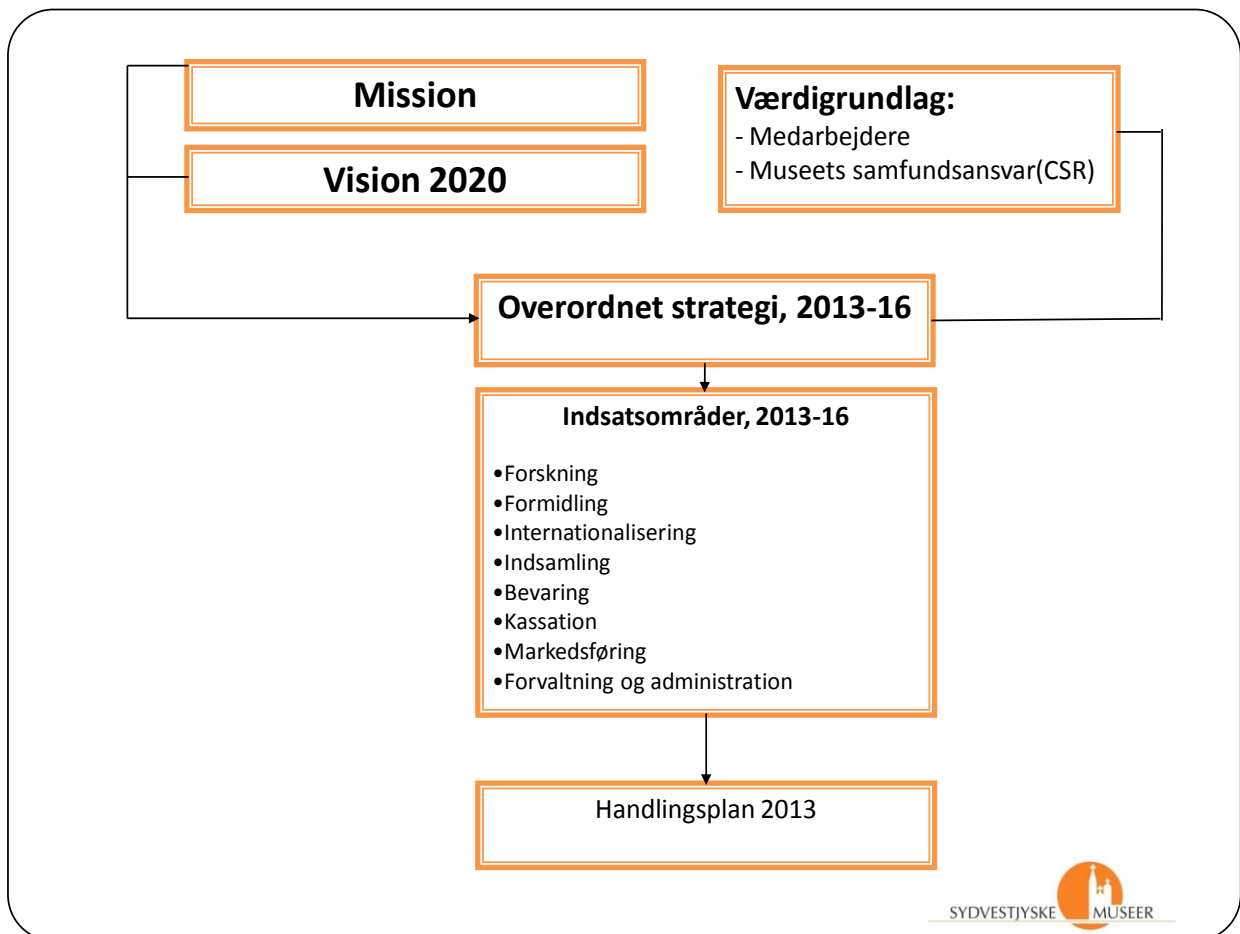 Mission
Vision 2020
Værdigrundlag:
- Medarbejdere
- Museets samfundsansvar(CSR)
Overordnet strategi, 2013-16
Indsatsområder, 2013-16
•Forskning
•Formidling
•Internationalisering
•Indsamling
•Bevaring
•Kassation
•Markedsføring
•Forvaltning og administration
Handlingsplan 2013
SYDVESTJYSKE MUSEER